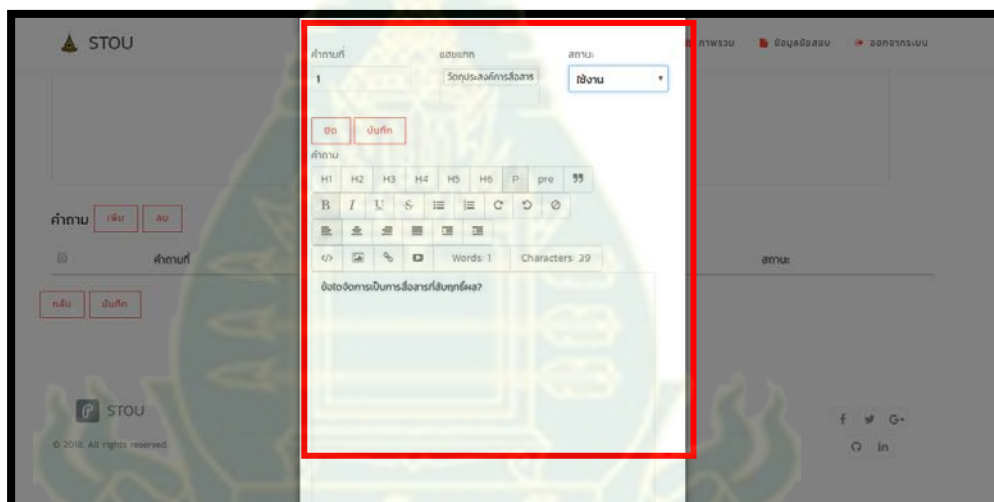 STOU
ภาพรวม ข้อมูลข้อสอบ ออกจากระบบ
คำถามที่ แฮชแทก สถานะ
1 วัตถุประสงค์การสื่อสาร ใช้งาน
ปิด บันทึก
คำถาม
H1 H2 H3 H4 H5 H6 P pre
B I U S
Words: 1 Characters: 29
ข้อใดจัดการเป็นการสื่อสารที่สัมฤทธิ์ผล?
คำถาม เพิ่ม ลบ
คำถามที่ สถานะ
กลับ บันทึก
STOU
© 2018. All rights reserved.